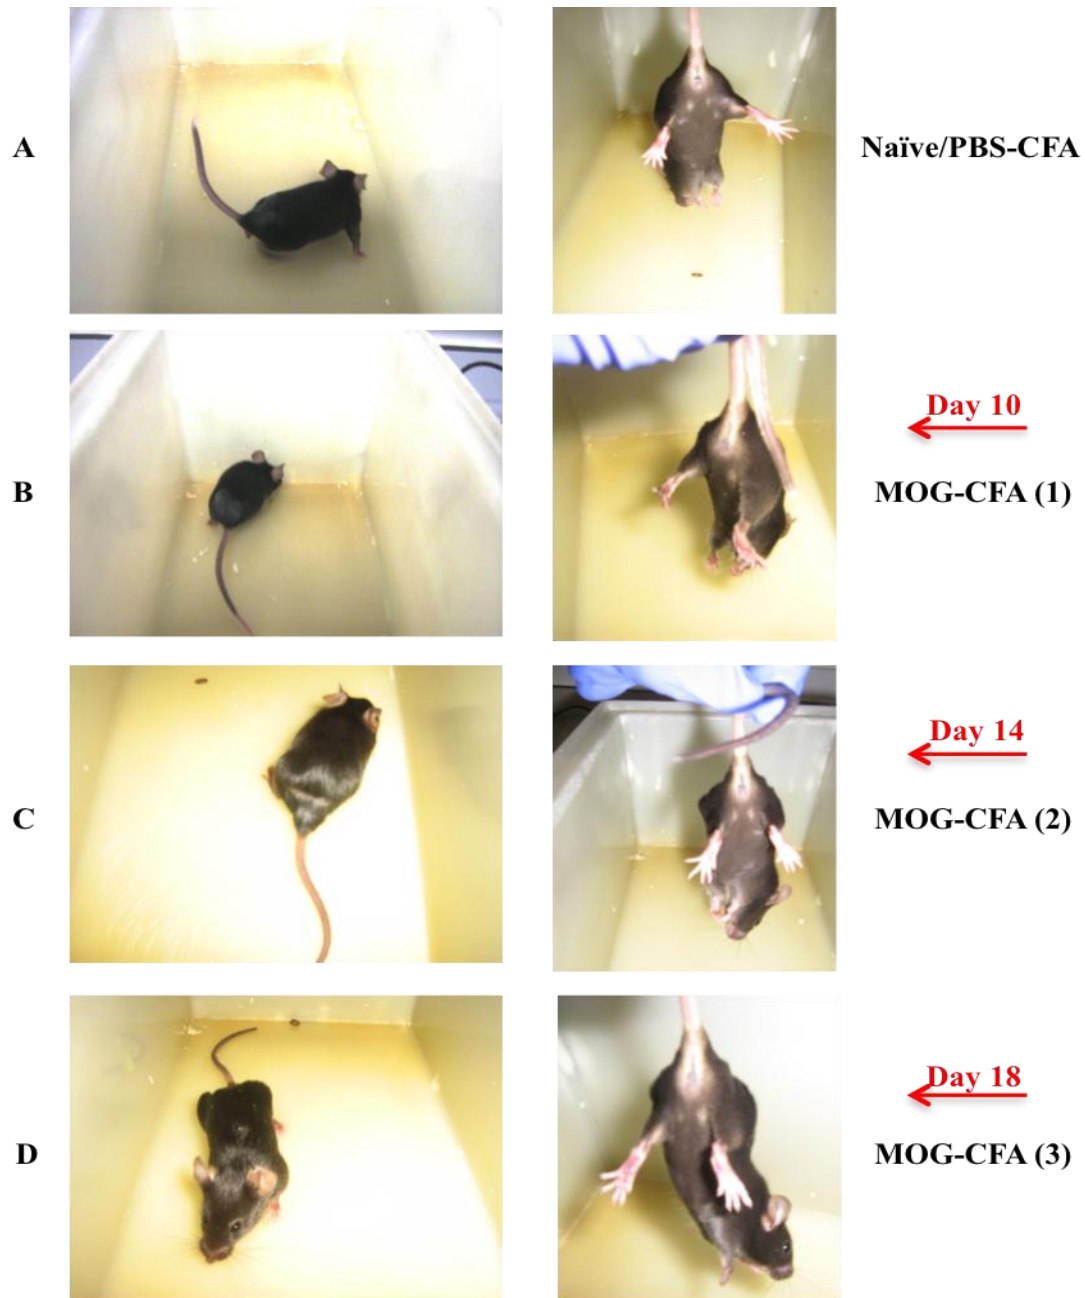 A
Naïve/PBS-CFA
Day 10
B
MOG-CFA (1)
Day 14
C
MOG-CFA (2)
Day 18
D
MOG-CFA (3)